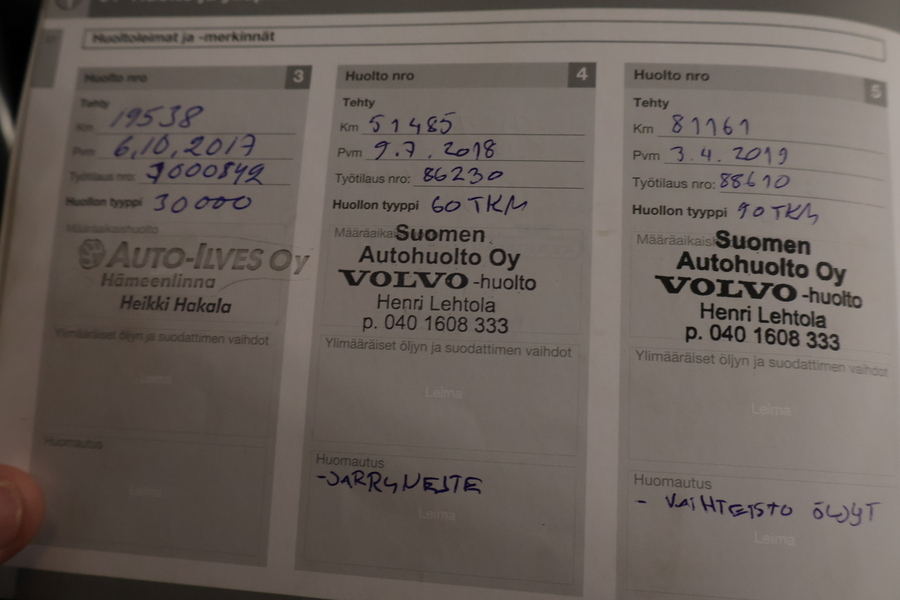 Huoltoleimat ja -merkinnät
Huolto nro 3
Tehty
Km 19538
Pvm 6,10,2017
Työtilaus nro: 7000849
Huollon tyyppi 30000
Määräaikaishuolto
AUTO-ILVES Oy
Hämeenlinna
Heikki Hakala
Ylimääräiset öljyn ja suodattimen vaihdot
Leima
Huomautus
Leima
Huolto nro 4
Tehty
Km 51485
Pvm 9.7.2018
Työtilaus nro: 86230
Huollon tyyppi 60 TKM
Suomen
Autohuolto Oy
VOLVO -huolto
Henri Lehtola
p. 040 1608 333
Ylimääräiset öljyn ja suodattimen vaihdot
Leima
Huomautus
-JARRUNESTE
Leima
Huolto nro 5
Tehty
Km 81161
Pvm 3.4.2019
Työtilaus nro: 88610
Huollon tyyppi 90 TKM
Suomen
Autohuolto Oy
VOLVO -huolto
Henri Lehtola
p. 040 1608 333
Ylimääräiset öljyn ja suodattimen vaihdot
Leima
Huomautus
- VAIHTEISTO ÖLJYT
Leima